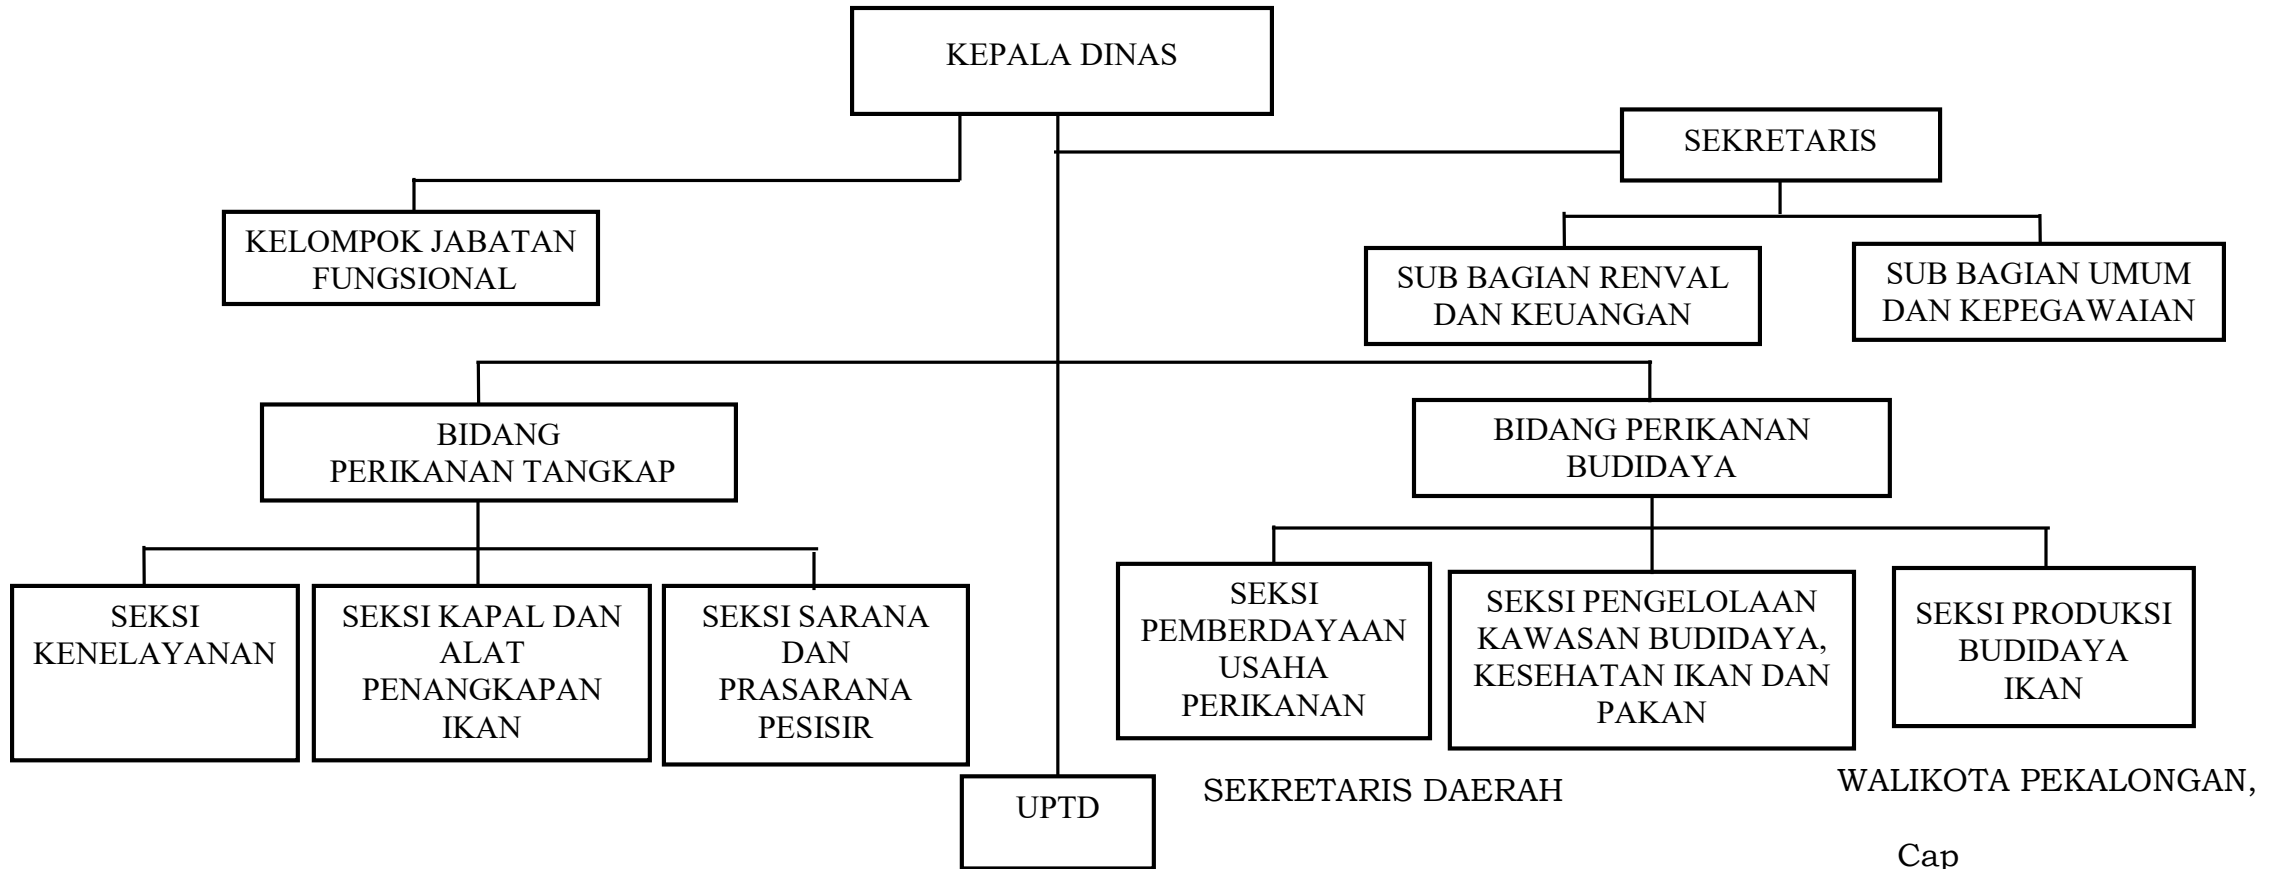 KEPALA DINAS
SEKRETARIS
KELOMPOK JABATAN
FUNGSIONAL
SUB BAGIAN RENVAL
DAN KEUANGAN
SUB BAGIAN UMUM
DAN KEPEGAWAIAN
BIDANG
PERIKANAN TANGKAP
BIDANG PERIKANAN
BUDIDAYA
SEKSI
KENELAYANAN
SEKSI KAPAL DAN
ALAT
PENANGKAPAN
IKAN
SEKSI SARANA
DAN
PRASARANA
PESISIR
SEKSI
PEMBERDAYAAN
USAHA
PERIKANAN
SEKSI PENGELOLAAN
KAWASAN BUDIDAYA,
KESEHATAN IKAN DAN
PAKAN
SEKSI PRODUKSI
BUDIDAYA
IKAN
UPTD
SEKRETARIS DAERAH
WALIKOTA PEKALONGAN,
Cap